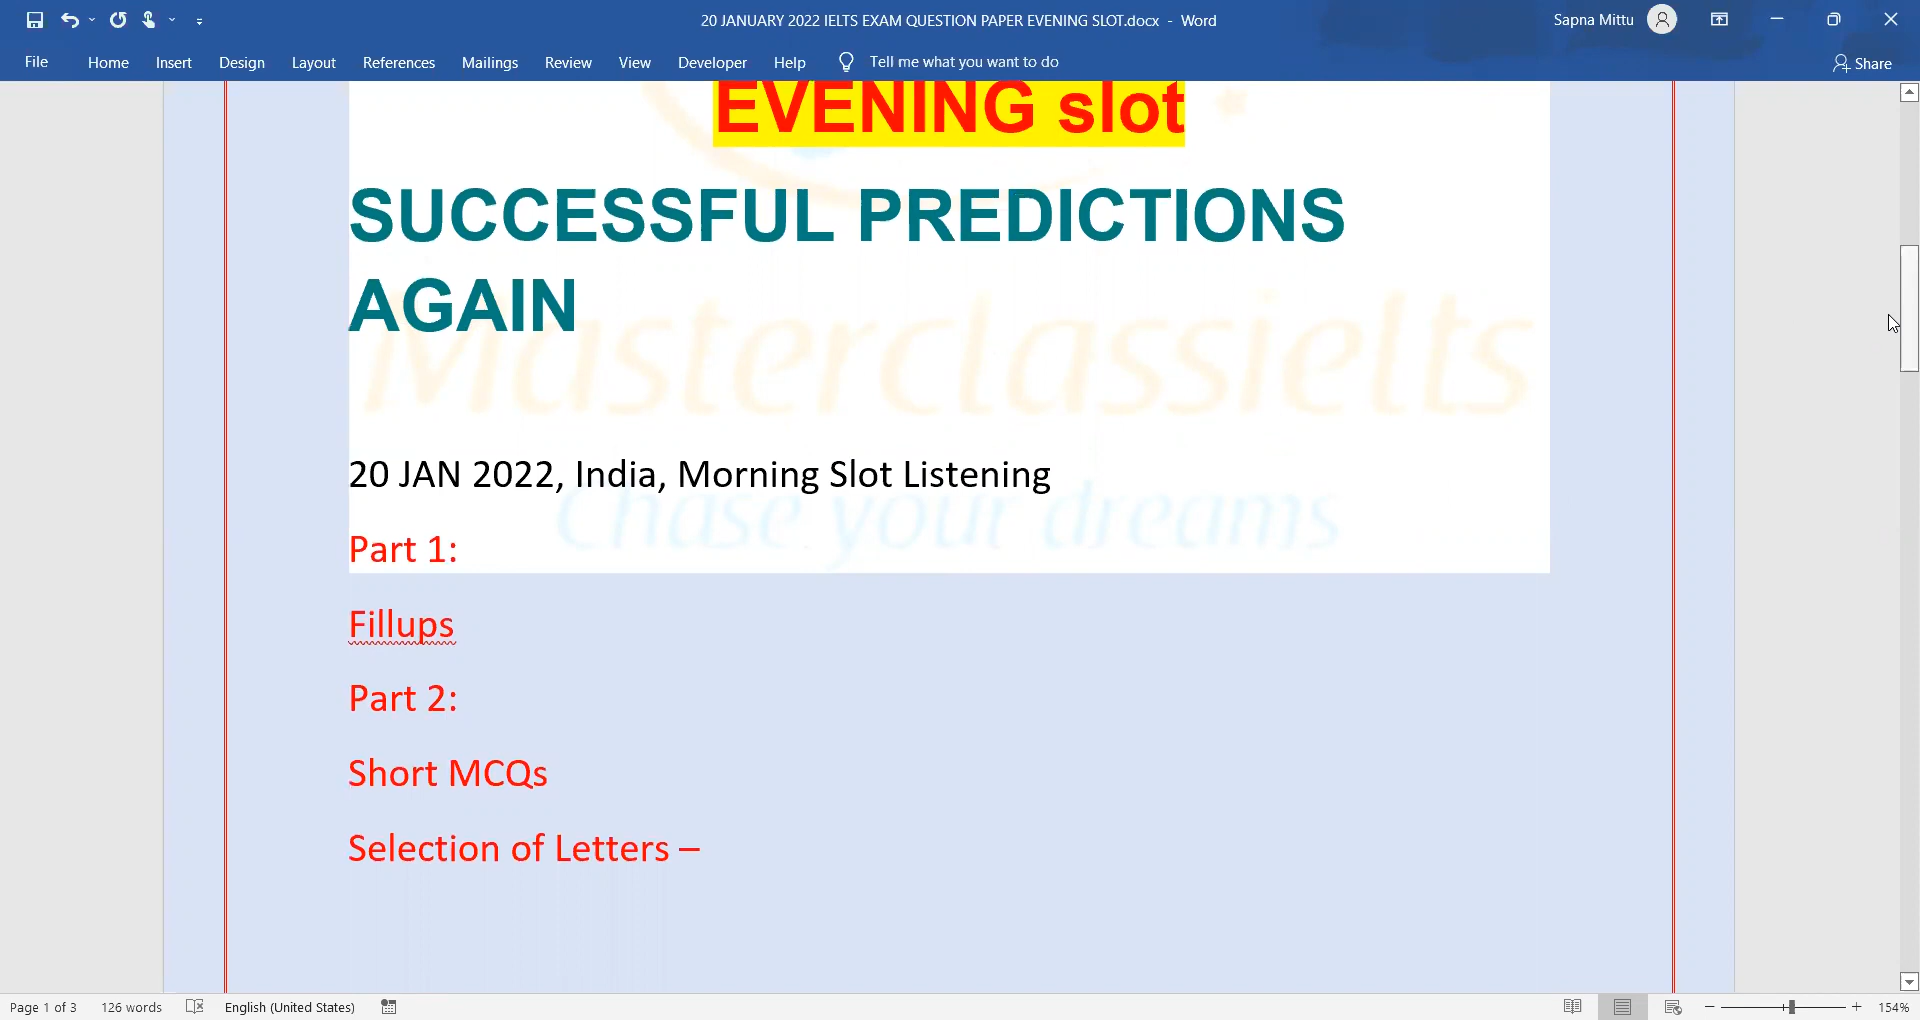 20 JANUARY 2022 IELTS EXAM QUESTION PAPER EVENING SLOT.docx - Word
Sapna Mittu
File Home Insert Design Layout References Mailings Review View Developer Help Tell me what you want to do
Share
EVENING slot
SUCCESSFUL PREDICTIONS
AGAIN
Masterclassielts
20 JAN 2022, India, Morning Slot Listening
Chase your dreams
Part 1:
Fillups
Part 2:
Short MCQs
Selection of Letters –
Page 1 of 3 126 words English (United States) 154%